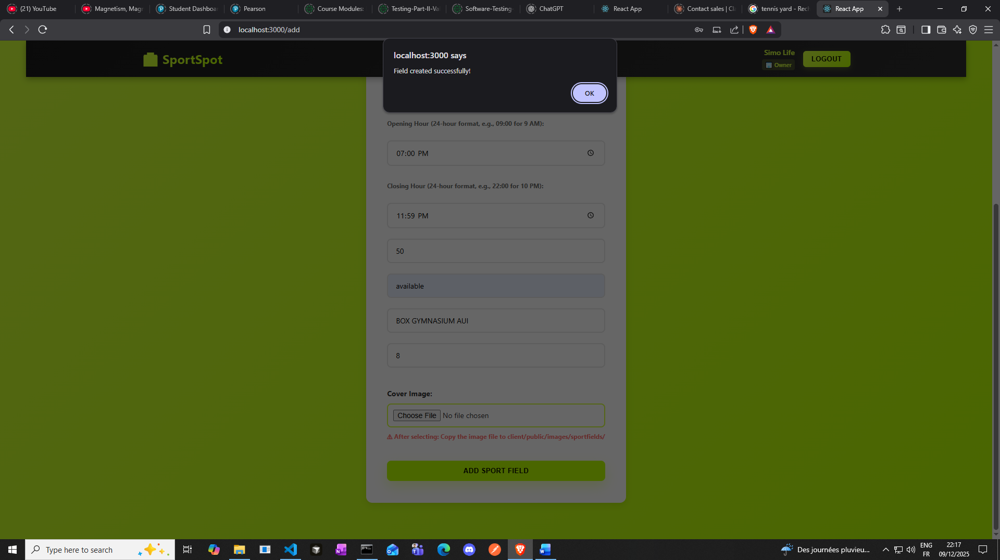 (21) YouTube
Magnetism, Magn
Student Dashboa
Pearson
Course Modules:
Testing-Part-II-Va
Software-Testing-
ChatGPT
React App
Contact sales | Cl
tennis yard - Rech
React App
localhost:3000/add
SportSpot
localhost:3000 says
Field created successfully!
OK
Simo Life
Owner
LOGOUT
Opening Hour (24-hour format, e.g., 09:00 for 9 AM):
07:00 PM
Closing Hour (24-hour format, e.g., 22:00 for 10 PM):
11:59 PM
50
available
BOX GYMNASIUM AUI
8
Cover Image:
Choose File No file chosen
⚠ After selecting: Copy the image file to client/public/images/sportfields/
ADD SPORT FIELD
Type here to search
Des journées pluvieu...
ENG
FR
22:17
09/12/2025